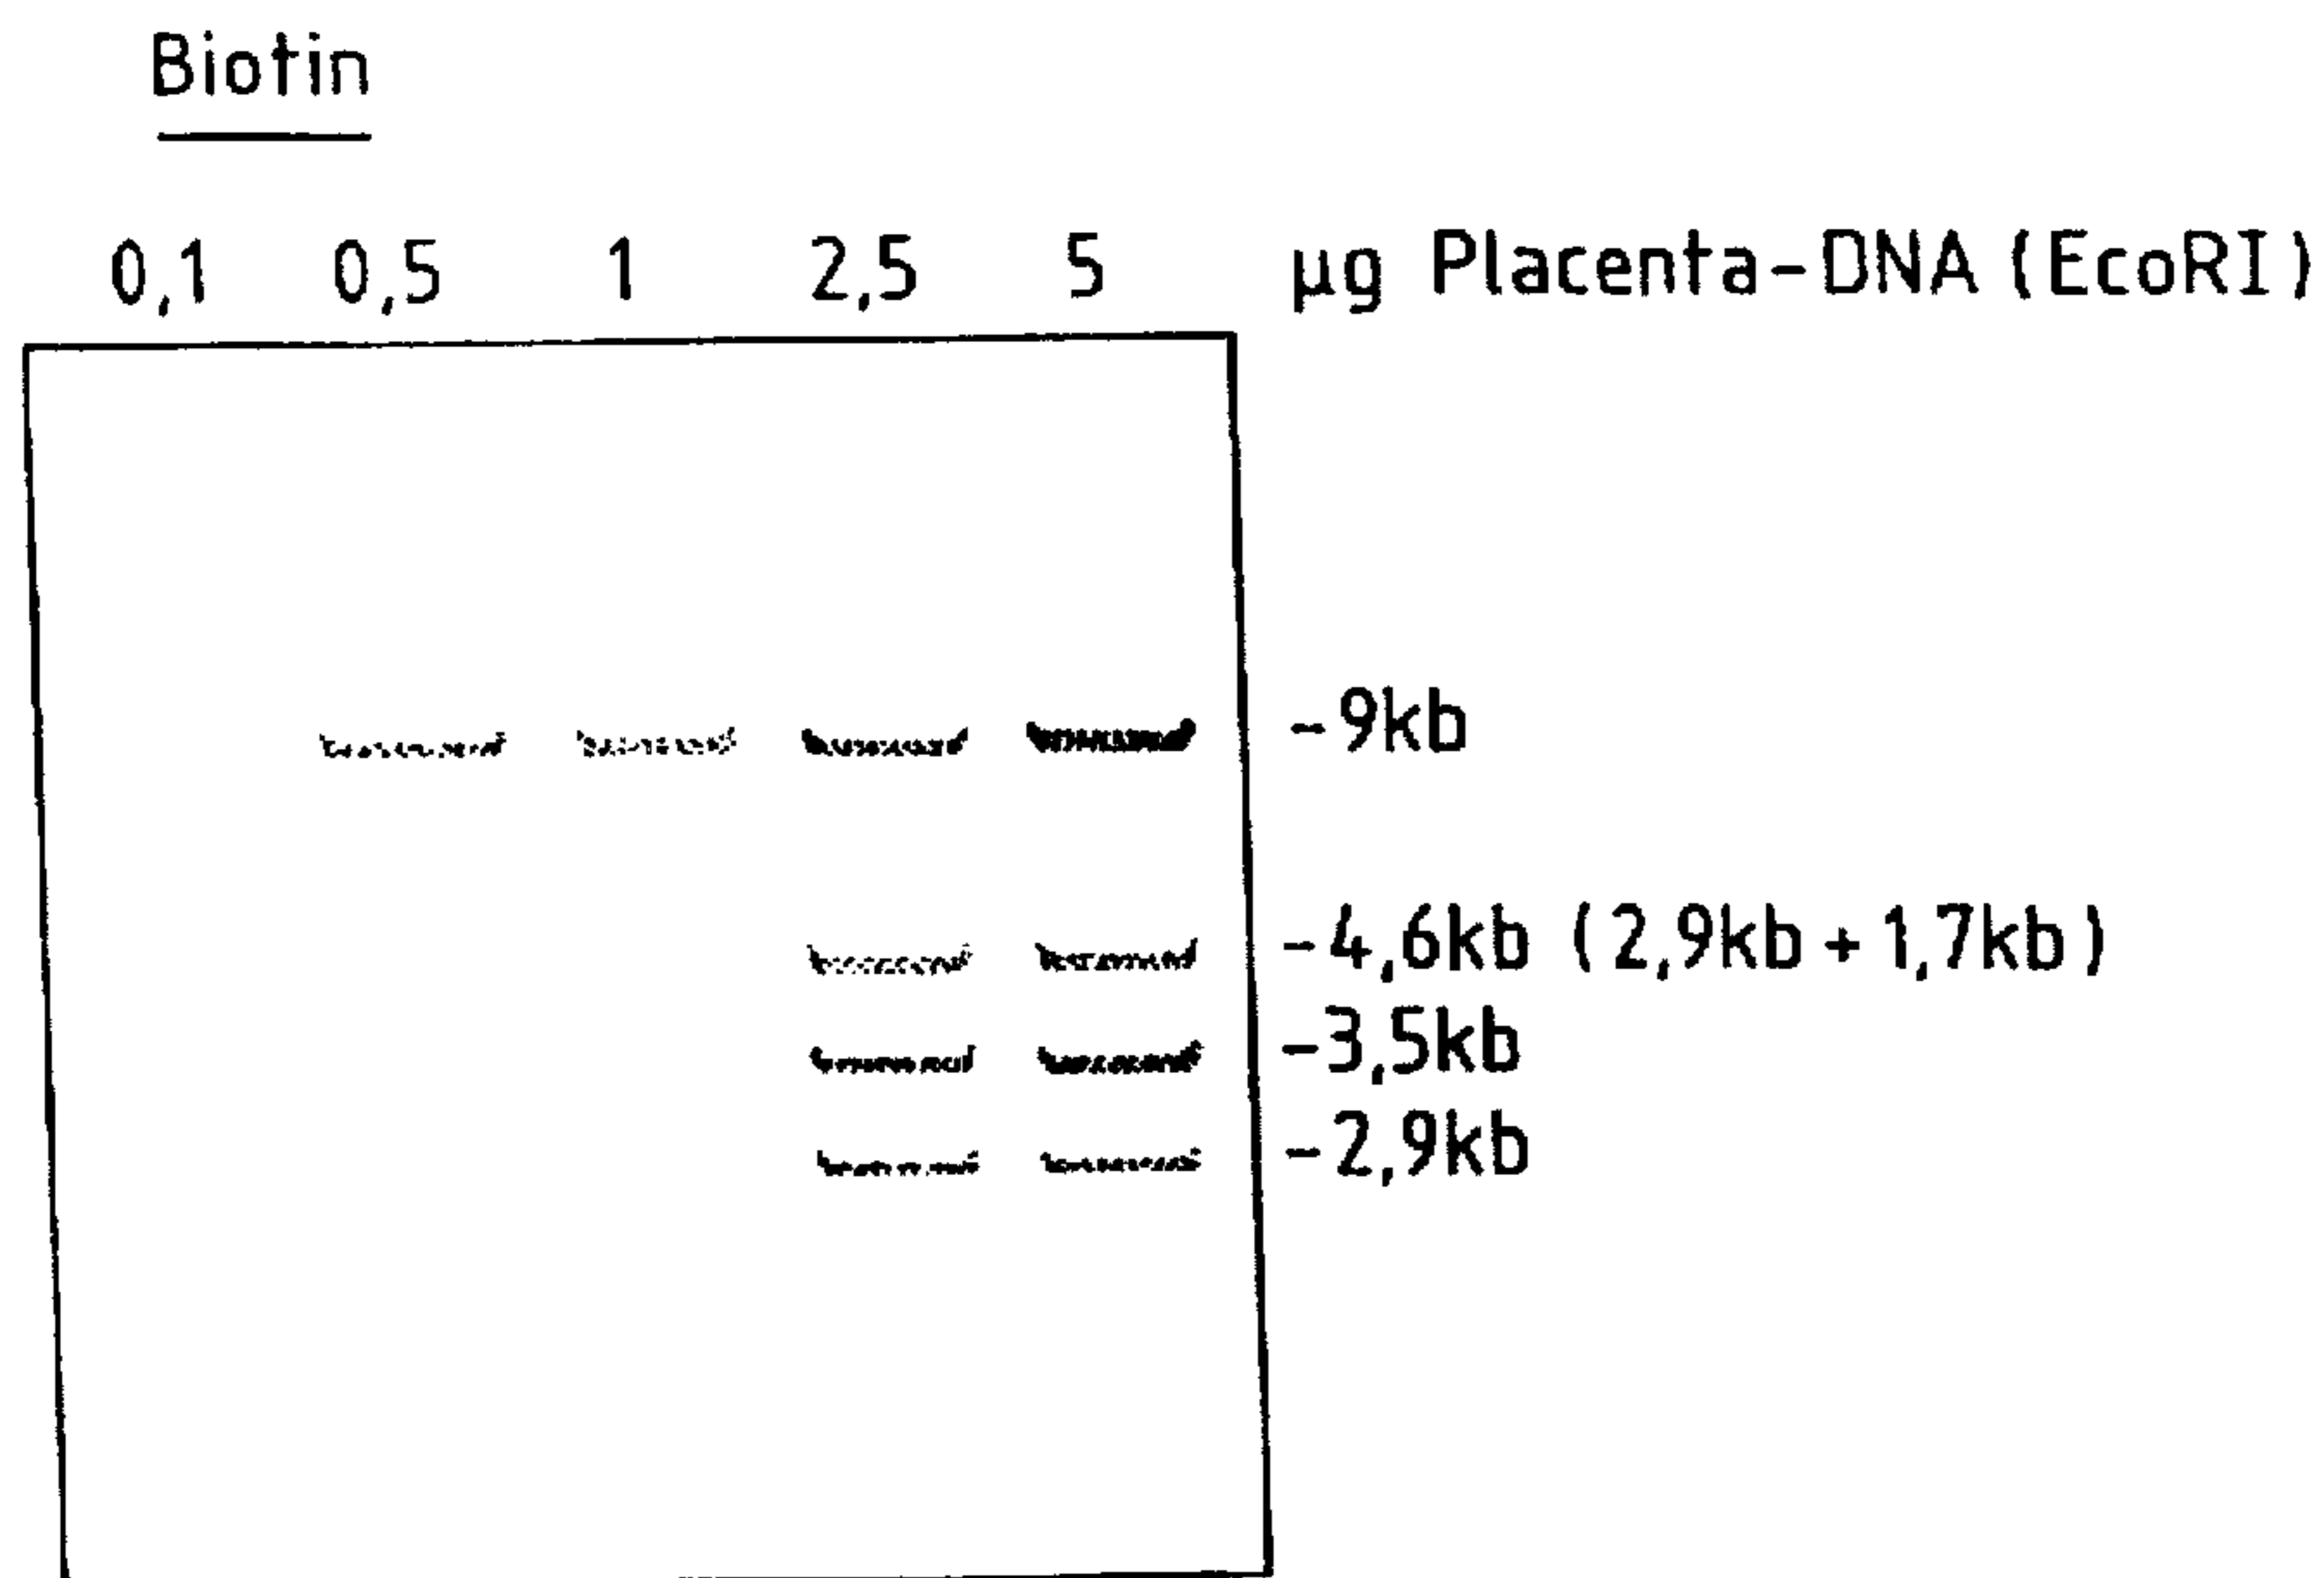 Biotin
0,1 0,5 1 2,5 5 µg Placenta-DNA (EcoRI)
-9kb
-4,6kb (2,9kb + 1,7kb)
-3,5kb
-2,9kb